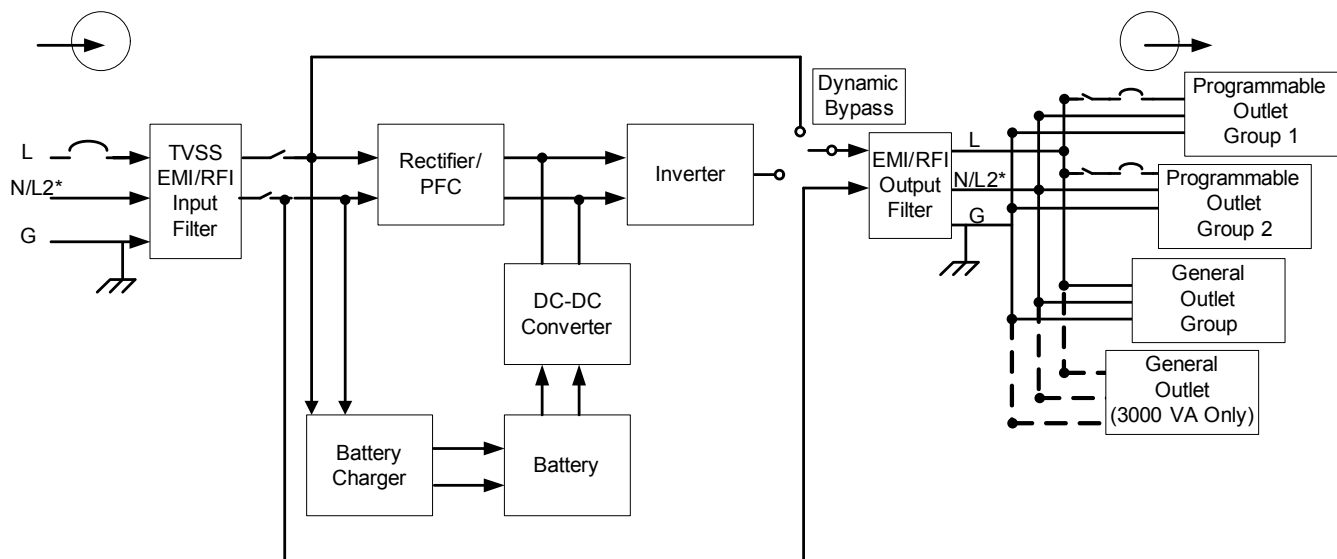 Dynamic
Bypass
Programmable
Outlet
Group 1
L
N/L2*
G
TVSS
EMI/RFI
Input
Filter
Rectifier/
PFC
Inverter
EMI/RFI
Output
Filter
L
N/L2*
G
Programmable
Outlet
Group 2
DC-DC
Converter
General
Outlet
Group
General
Outlet
(3000 VA Only)
Battery
Charger
Battery